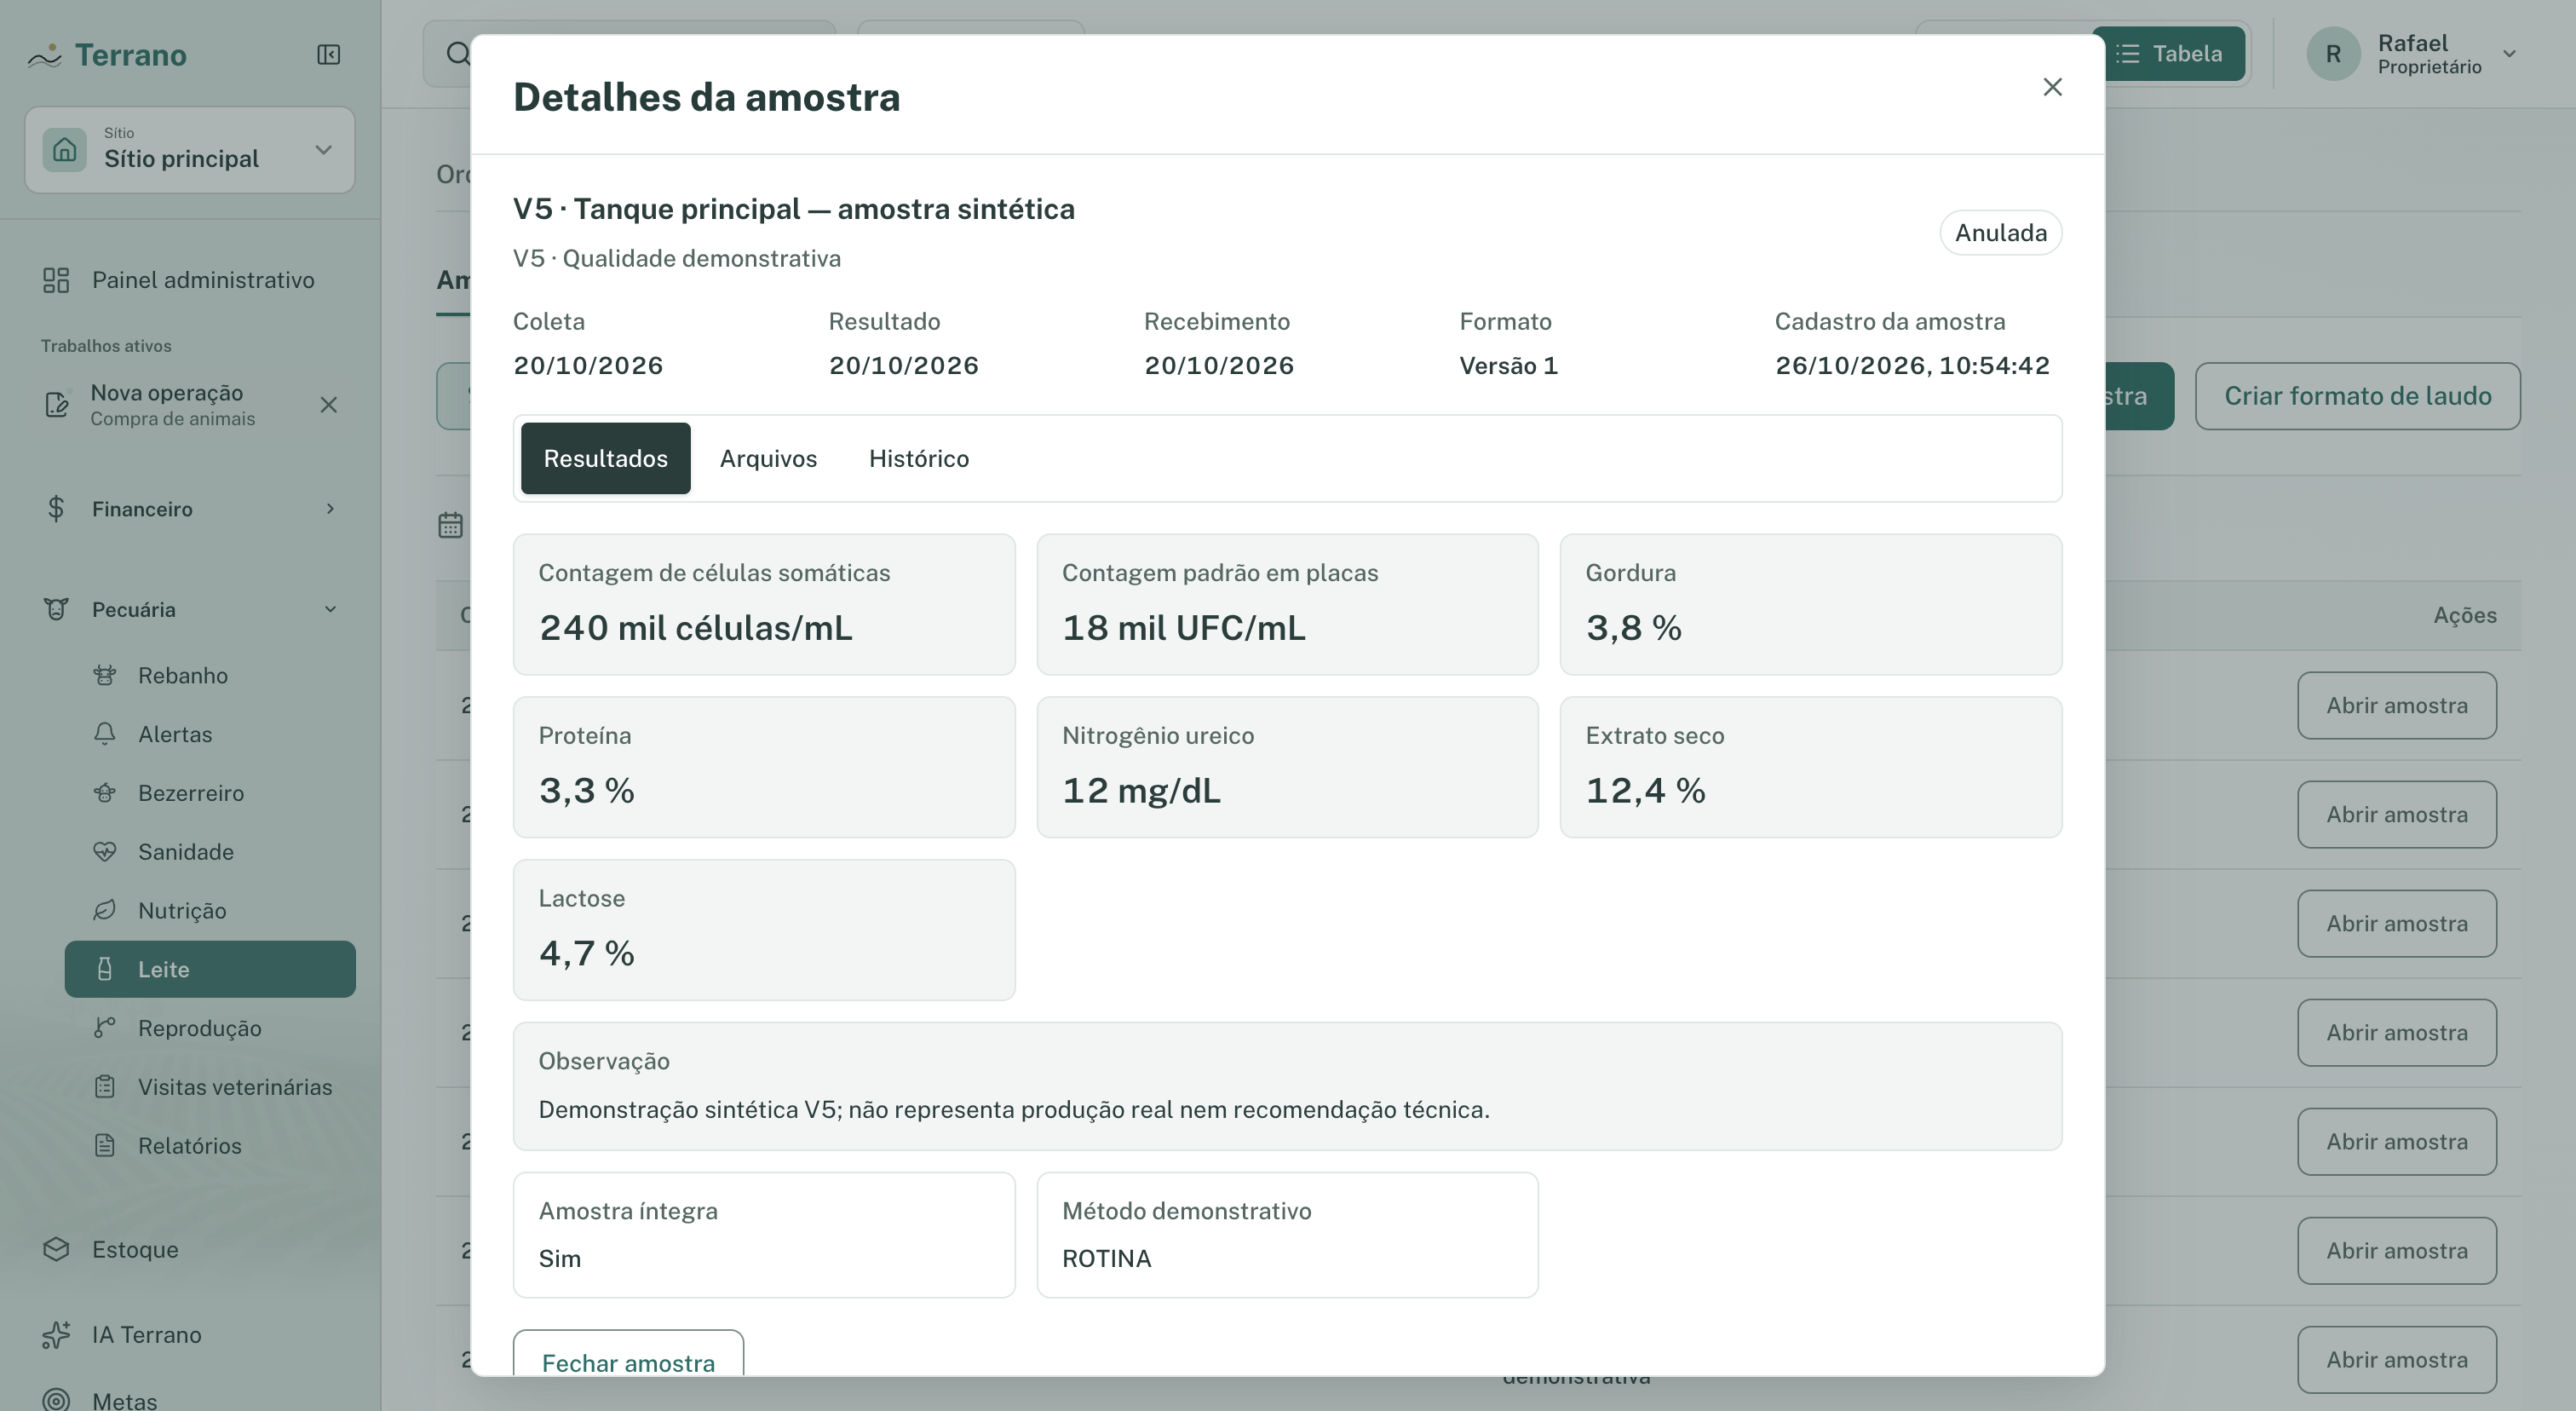 Terrano
Sítio
Sítio principal
Painel administrativo
Trabalhos ativos
Nova operação
Compra de animais
Financeiro
Pecuária
Rebanho
Alertas
Bezerreiro
Sanidade
Nutrição
Leite
Reprodução
Visitas veterinárias
Relatórios
Estoque
IA Terrano
Metas
Tabela
R
Rafael
Proprietário
Criar formato de laudo
Ações
Abrir amostra
Abrir amostra
Abrir amostra
Abrir amostra
Abrir amostra
Abrir amostra
Abrir amostra
Detalhes da amostra
V5 · Tanque principal — amostra sintética
V5 · Qualidade demonstrativa
Anulada
Coleta
20/10/2026
Resultado
20/10/2026
Recebimento
20/10/2026
Formato
Versão 1
Cadastro da amostra
26/10/2026, 10:54:42
Resultados
Arquivos
Histórico
Contagem de células somáticas
240 mil células/mL
Contagem padrão em placas
18 mil UFC/mL
Gordura
3,8 %
Proteína
3,3 %
Nitrogênio ureico
12 mg/dL
Extrato seco
12,4 %
Lactose
4,7 %
Observação
Demonstração sintética V5; não representa produção real nem recomendação técnica.
Amostra íntegra
Sim
Método demonstrativo
ROTINA
Fechar amostra
demonstrativa